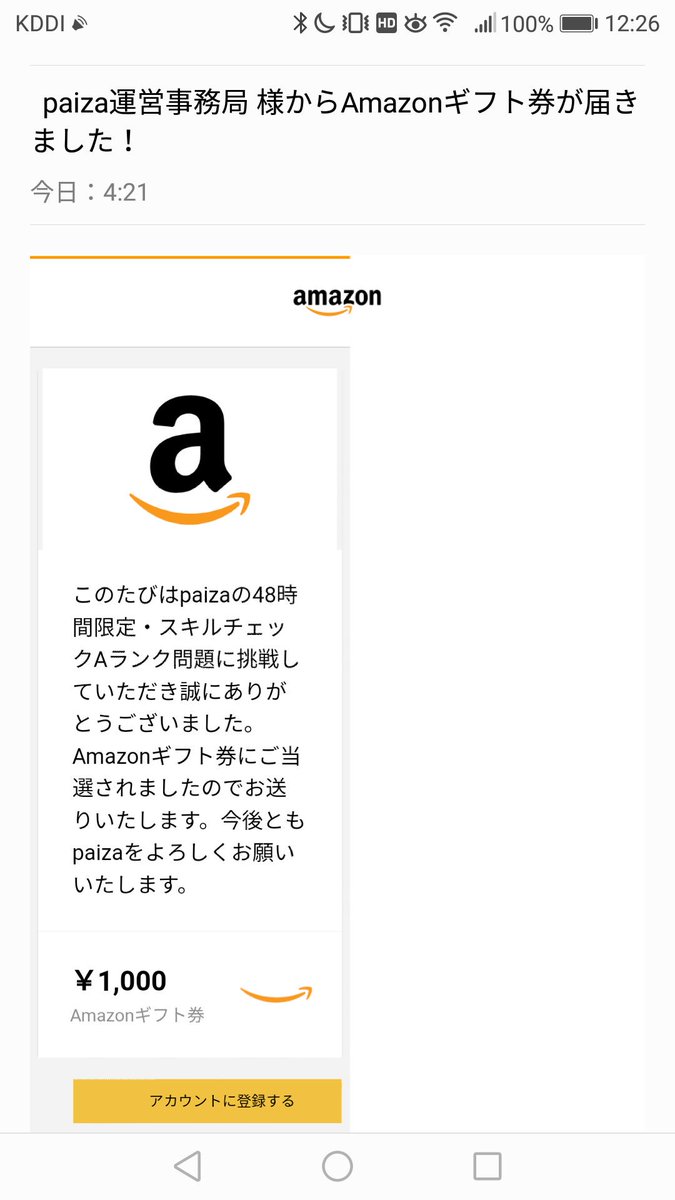 KDDI HD 100% 12:26
paiza運営事務局 様からAmazonギフト券が届き
ました！
今日：4:21
amazon
a
このたびはpaizaの48時
間限定・スキルチェッ
クAランク問題に挑戦し
ていただき誠にありが
とうございました。
Amazonギフト券にご当
選されましたのでお送
りいたします。今後とも
paizaをよろしくお願い
いたします。
￥1,000
Amazonギフト券
アカウントに登録する